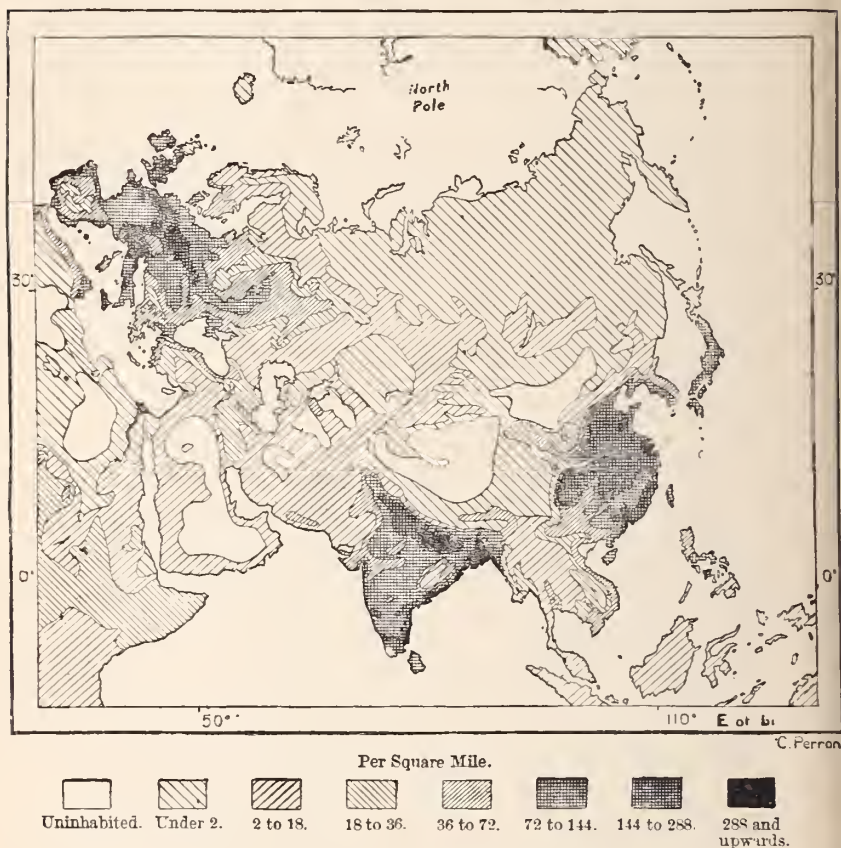 North
Pole
30°
30°
0°
0°
50°
110°
E of
C. Perron
Per Square Mile.
Uninhabited. Under 2. 2 to 18. 18 to 36. 36 to 72. 72 to 144. 144 to 288. 288 and
upwards.